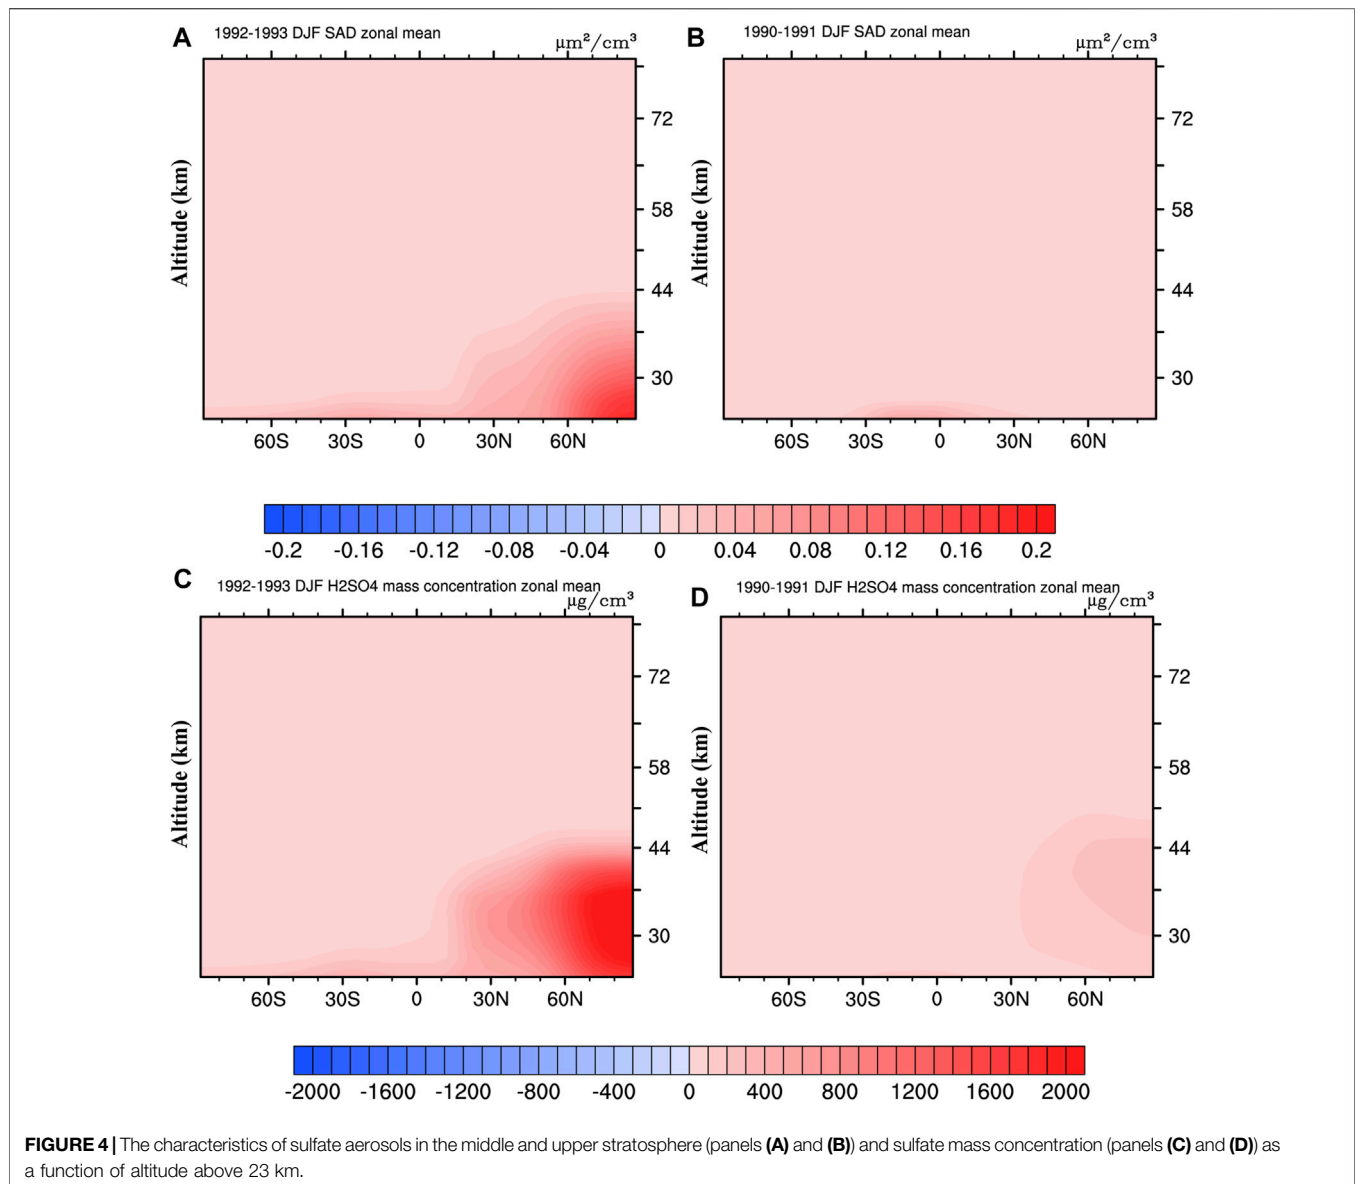 A 1992-1993 DJF SAD zonal mean μm²/cm³
Altitude (km)
72
58
44
30
60S 30S 0 30N 60N
B 1990-1991 DJF SAD zonal mean μm²/cm³
Altitude (km)
72
58
44
30
60S 30S 0 30N 60N
-0.2 -0.16 -0.12 -0.08 -0.04 0 0.04 0.08 0.12 0.16 0.2
C 1992-1993 DJF H2SO4 mass concentration zonal mean
μg/cm³
Altitude (km)
72
58
44
30
60S 30S 0 30N 60N
D 1990-1991 DJF H2SO4 mass concentration zonal mean
μg/cm³
Altitude (km)
72
58
44
30
60S 30S 0 30N 60N
-2000 -1600 -1200 -800 -400 0 400 800 1200 1600 2000
FIGURE 4 | The characteristics of sulfate aerosols in the middle and upper stratosphere (panels (A) and (B)) and sulfate mass concentration (panels (C) and (D)) as
a function of altitude above 23 km.